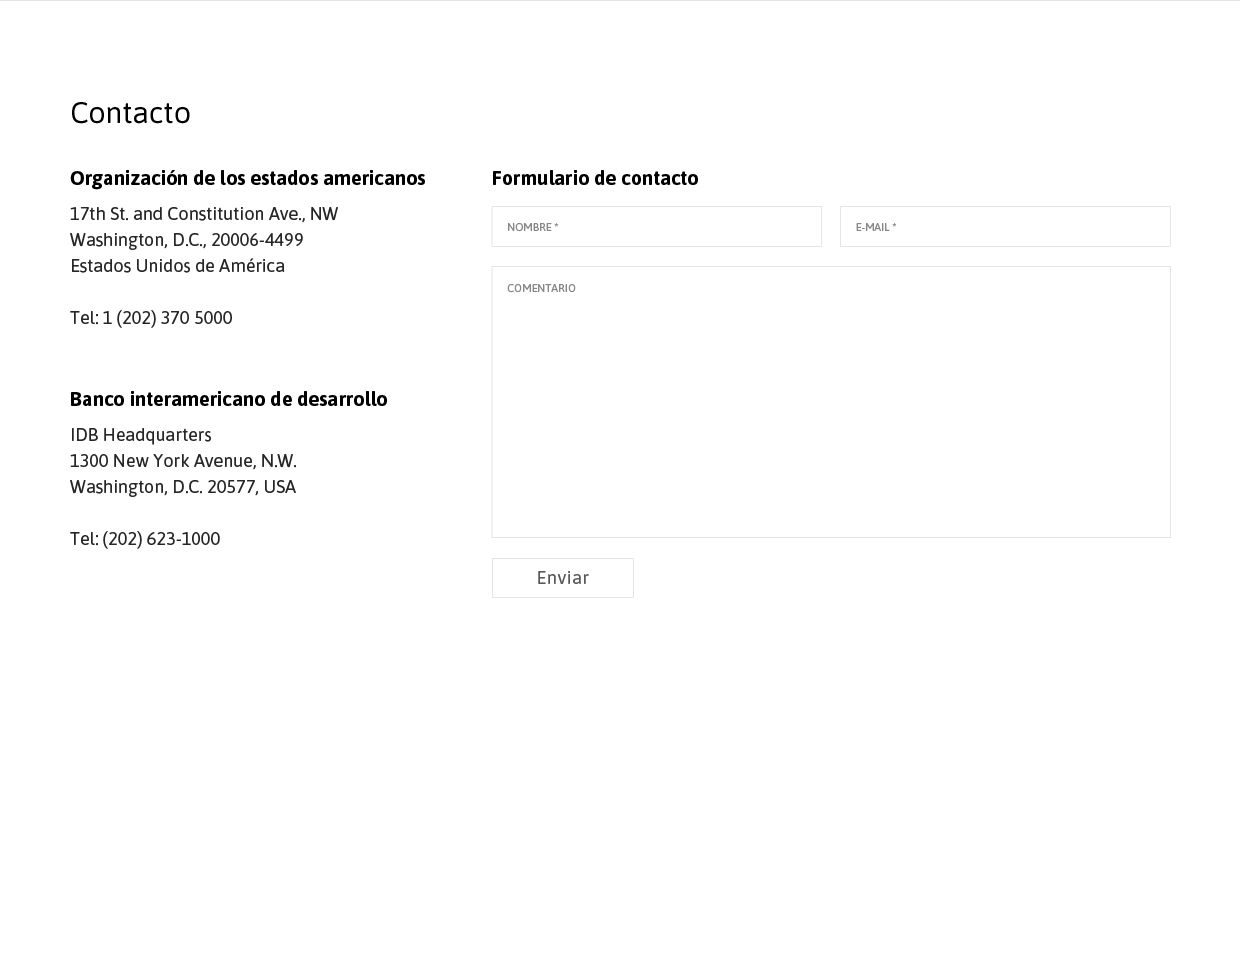 Contacto
Organización de los estados americanos
17th St. and Constitution Ave., NW
Washington, D.C., 20006-4499
Estados Unidos de América
Tel: 1 (202) 370 5000
Banco interamericano de desarrollo
IDB Headquarters
1300 New York Avenue, N.W.
Washington, D.C. 20577, USA
Tel: (202) 623-1000
Formulario de contacto
NOMBRE *
E-MAIL *
COMENTARIO
Enviar